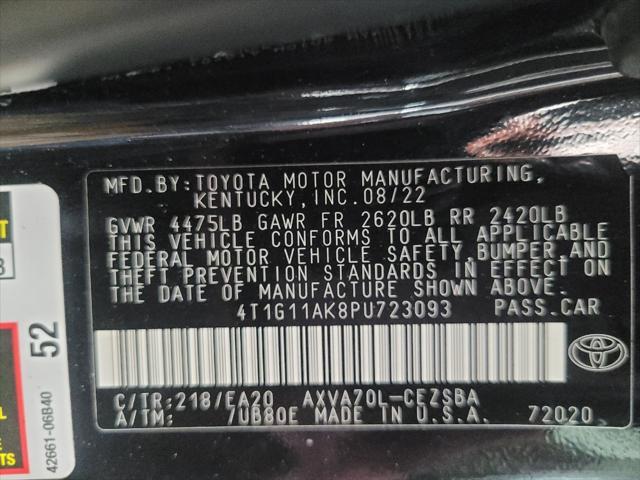 MFD.BY:TOYOTA MOTOR MANUFACTURING,
KENTUCKY,INC.08/22
GVWR 4475LB GAWR FR 2620LB RR 2420LB
THIS VEHICLE CONFORMS TO ALL APPLICABLE
FEDERAL MOTOR VEHICLE SAFETY,BUMPER,AND
THEFT PREVENTION STANDARDS IN EFFECT ON
THE DATE OF MANUFACTURE SHOWN ABOVE.
4T1G11AK8PU723093 PASS.CAR
C/TR:218/EA20 AXVA70L-CEZSBA
A/TM: 7UB80E MADE IN U.S.A. 72020
TOYOTA
52
42661-06B40